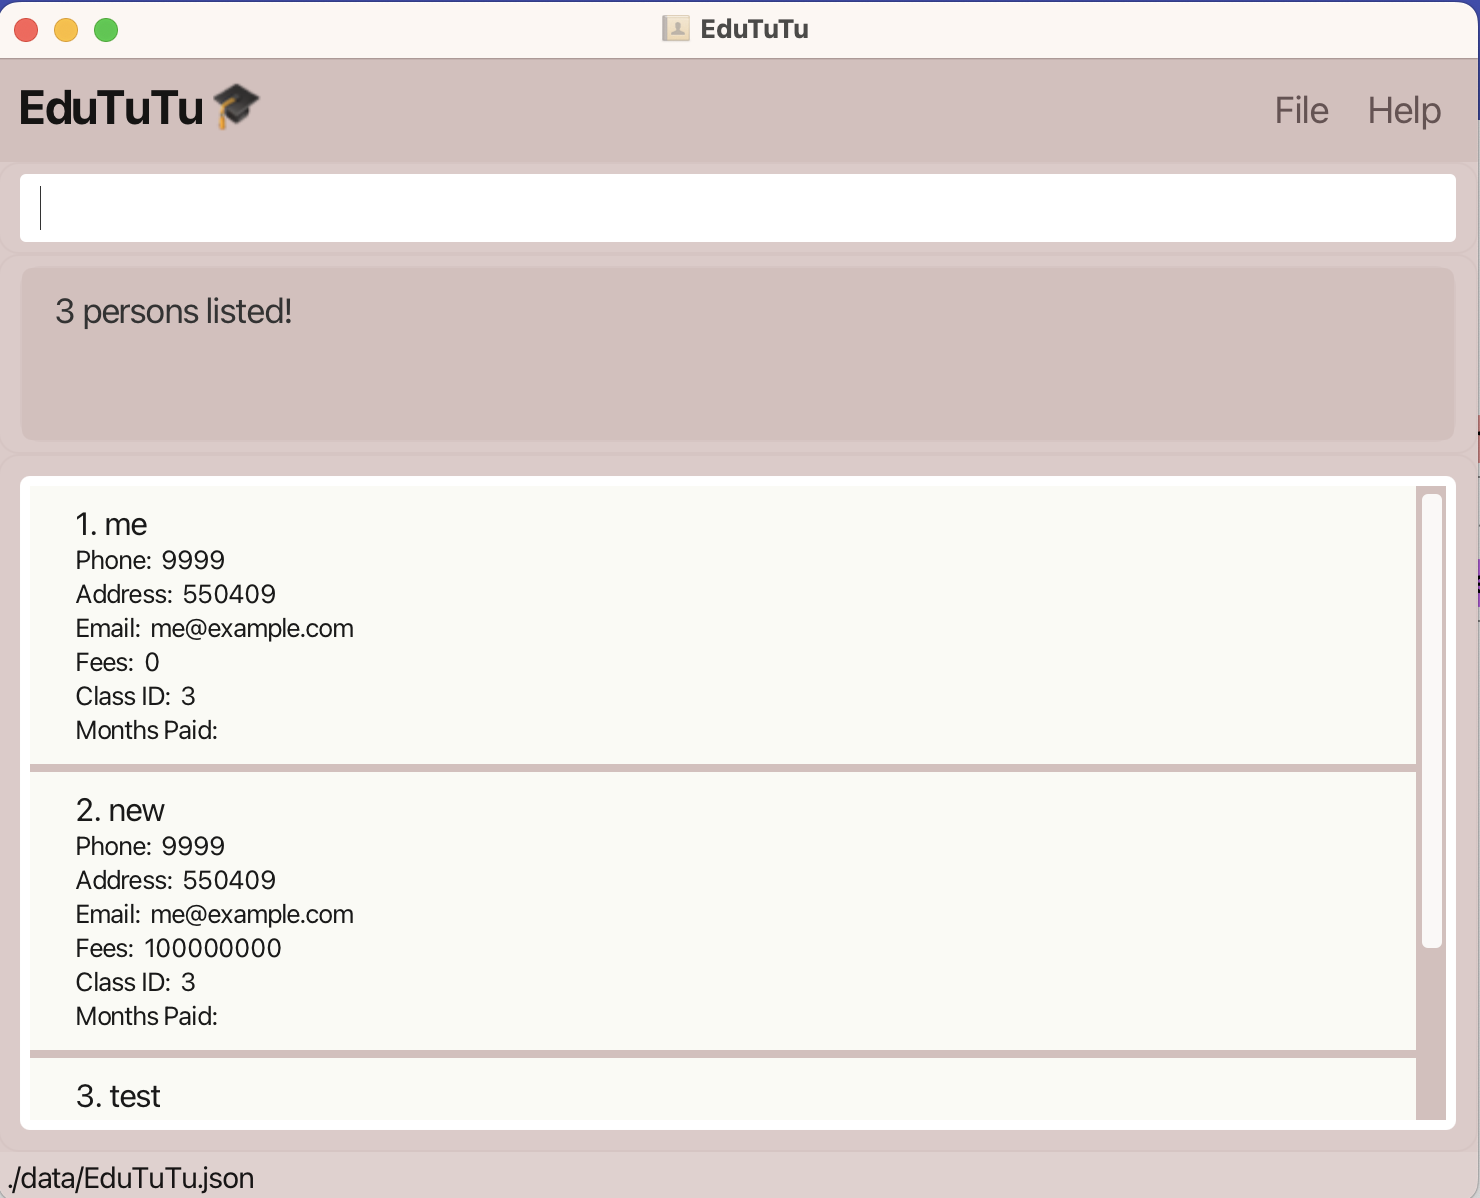 EduTuTu
EduTuTu
File Help
3 persons listed!
1. me
Phone: 9999
Address: 550409
Email: me@example.com
Fees: 0
Class ID: 3
Months Paid:
2. new
Phone: 9999
Address: 550409
Email: me@example.com
Fees: 100000000
Class ID: 3
Months Paid:
3. test
./data/EduTuTu.json